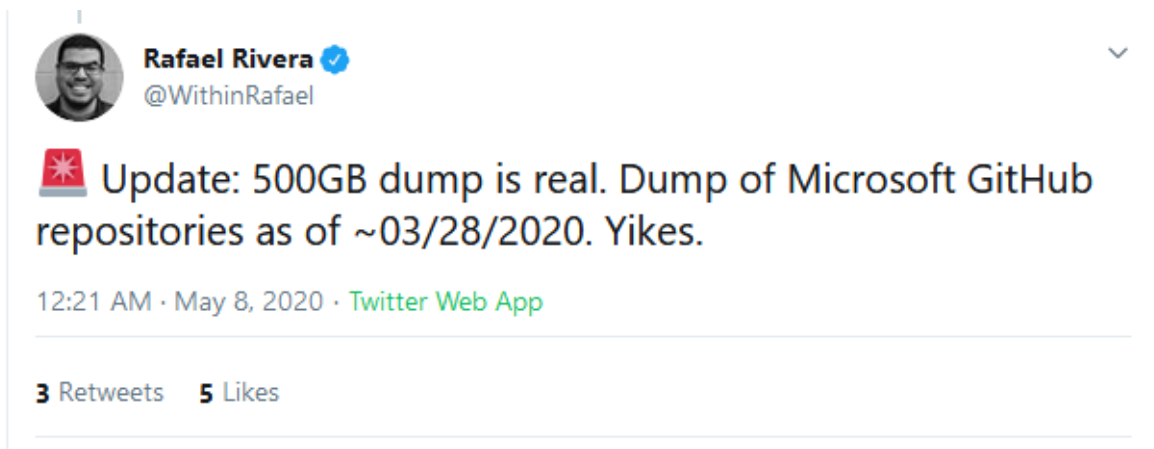 Rafael Rivera
@WithinRafael
🚨 Update: 500GB dump is real. Dump of Microsoft GitHub
repositories as of ~03/28/2020. Yikes.
12:21 AM · May 8, 2020 · Twitter Web App
3 Retweets 5 Likes